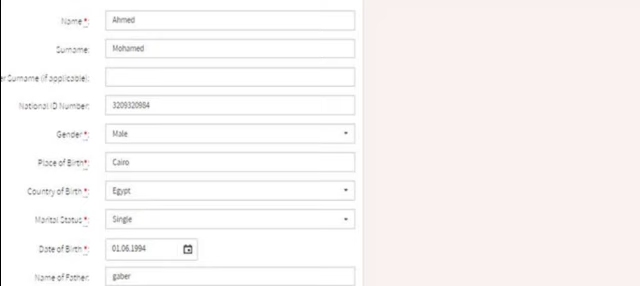 Name *: Ahmed
Surname: Mohamed
er Surname (if applicable):
National ID Number: 3209320984
Gender *: Male
Place of Birth*: Cairo
Country of Birth *: Egypt
Marital Status *: Single
Date of Birth *: 01.06.1994
Name of Father: gaber